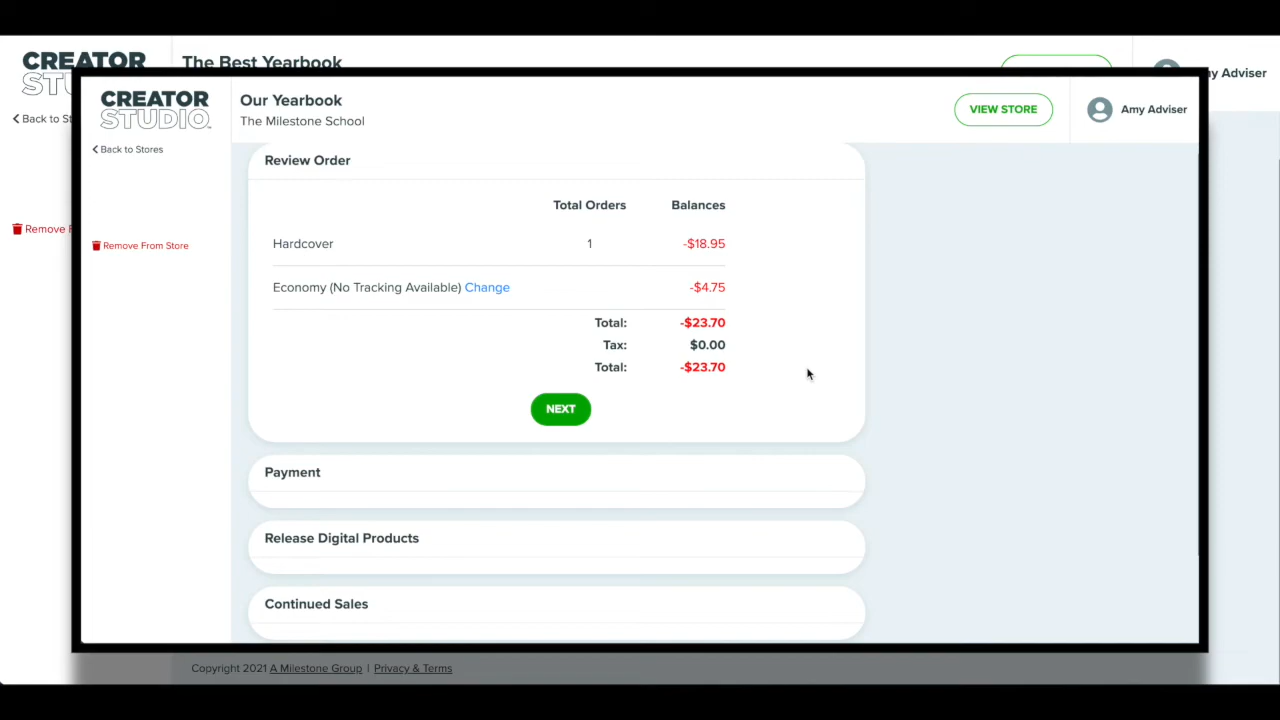 CREATOR
The Best Yearbook
Amy Adviser
Back to St
Remove F
CREATOR
STUDIO™
Our Yearbook
The Milestone School
VIEW STORE
Amy Adviser
Back to Stores
Remove From Store
Review Order
Total Orders Balances
Hardcover 1 -$18.95
Economy (No Tracking Available) Change -$4.75
Total: -$23.70
Tax: $0.00
Total: -$23.70
NEXT
Payment
Release Digital Products
Continued Sales
Copyright 2021 A Milestone Group | Privacy & Terms